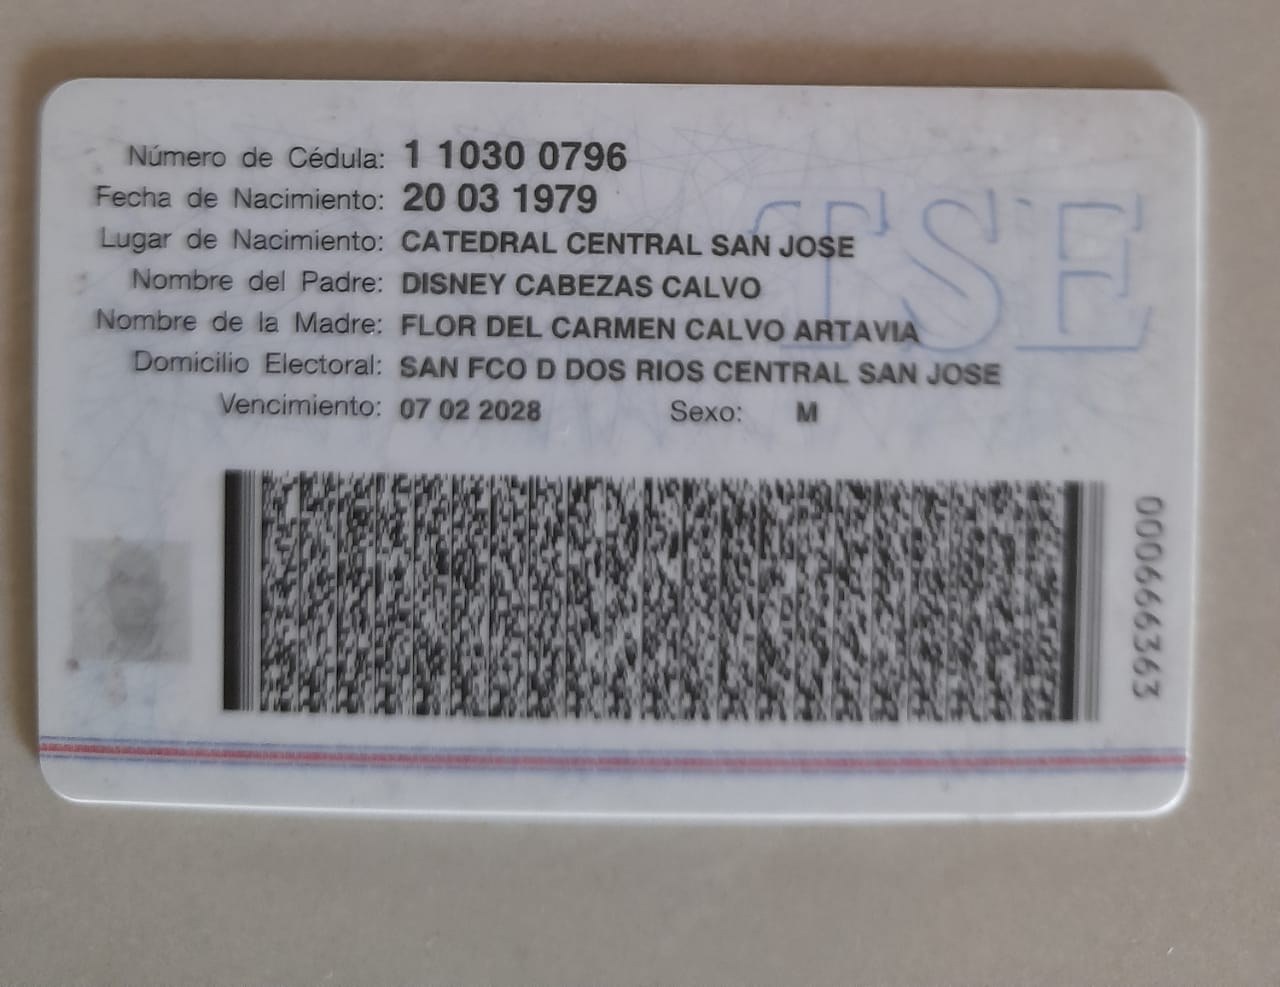 Número de Cédula: 1 1030 0796
Fecha de Nacimiento: 20 03 1979
Lugar de Nacimiento: CATEDRAL CENTRAL SAN JOSE
Nombre del Padre: DISNEY CABEZAS CALVO
Nombre de la Madre: FLOR DEL CARMEN CALVO ARTAVIA
Domicilio Electoral: SAN FCO D DOS RIOS CENTRAL SAN JOSE
Vencimiento: 07 02 2028 Sexo: M
TSE
000666363